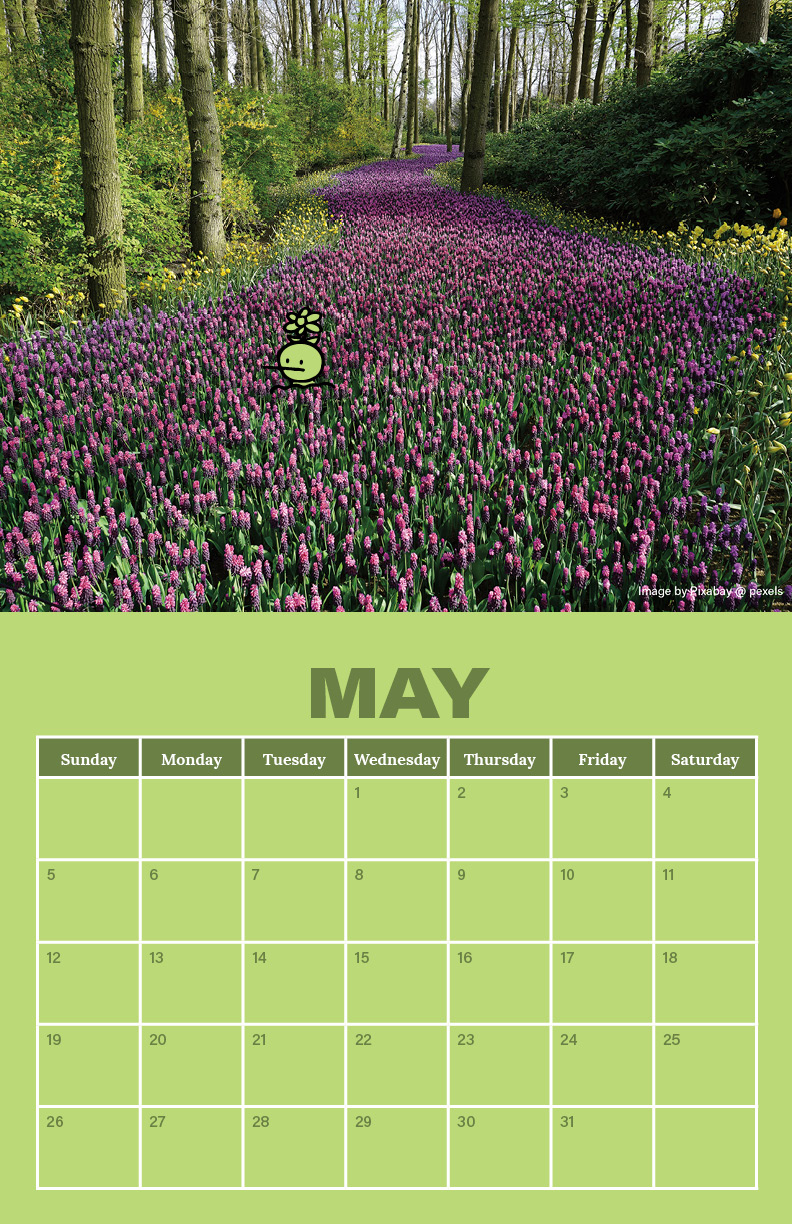 Image by Pixabay @ pexels
MAY
Sunday Monday Tuesday Wednesday Thursday Friday Saturday
1 2 3 4
5 6 7 8 9 10 11
12 13 14 15 16 17 18
19 20 21 22 23 24 25
26 27 28 29 30 31